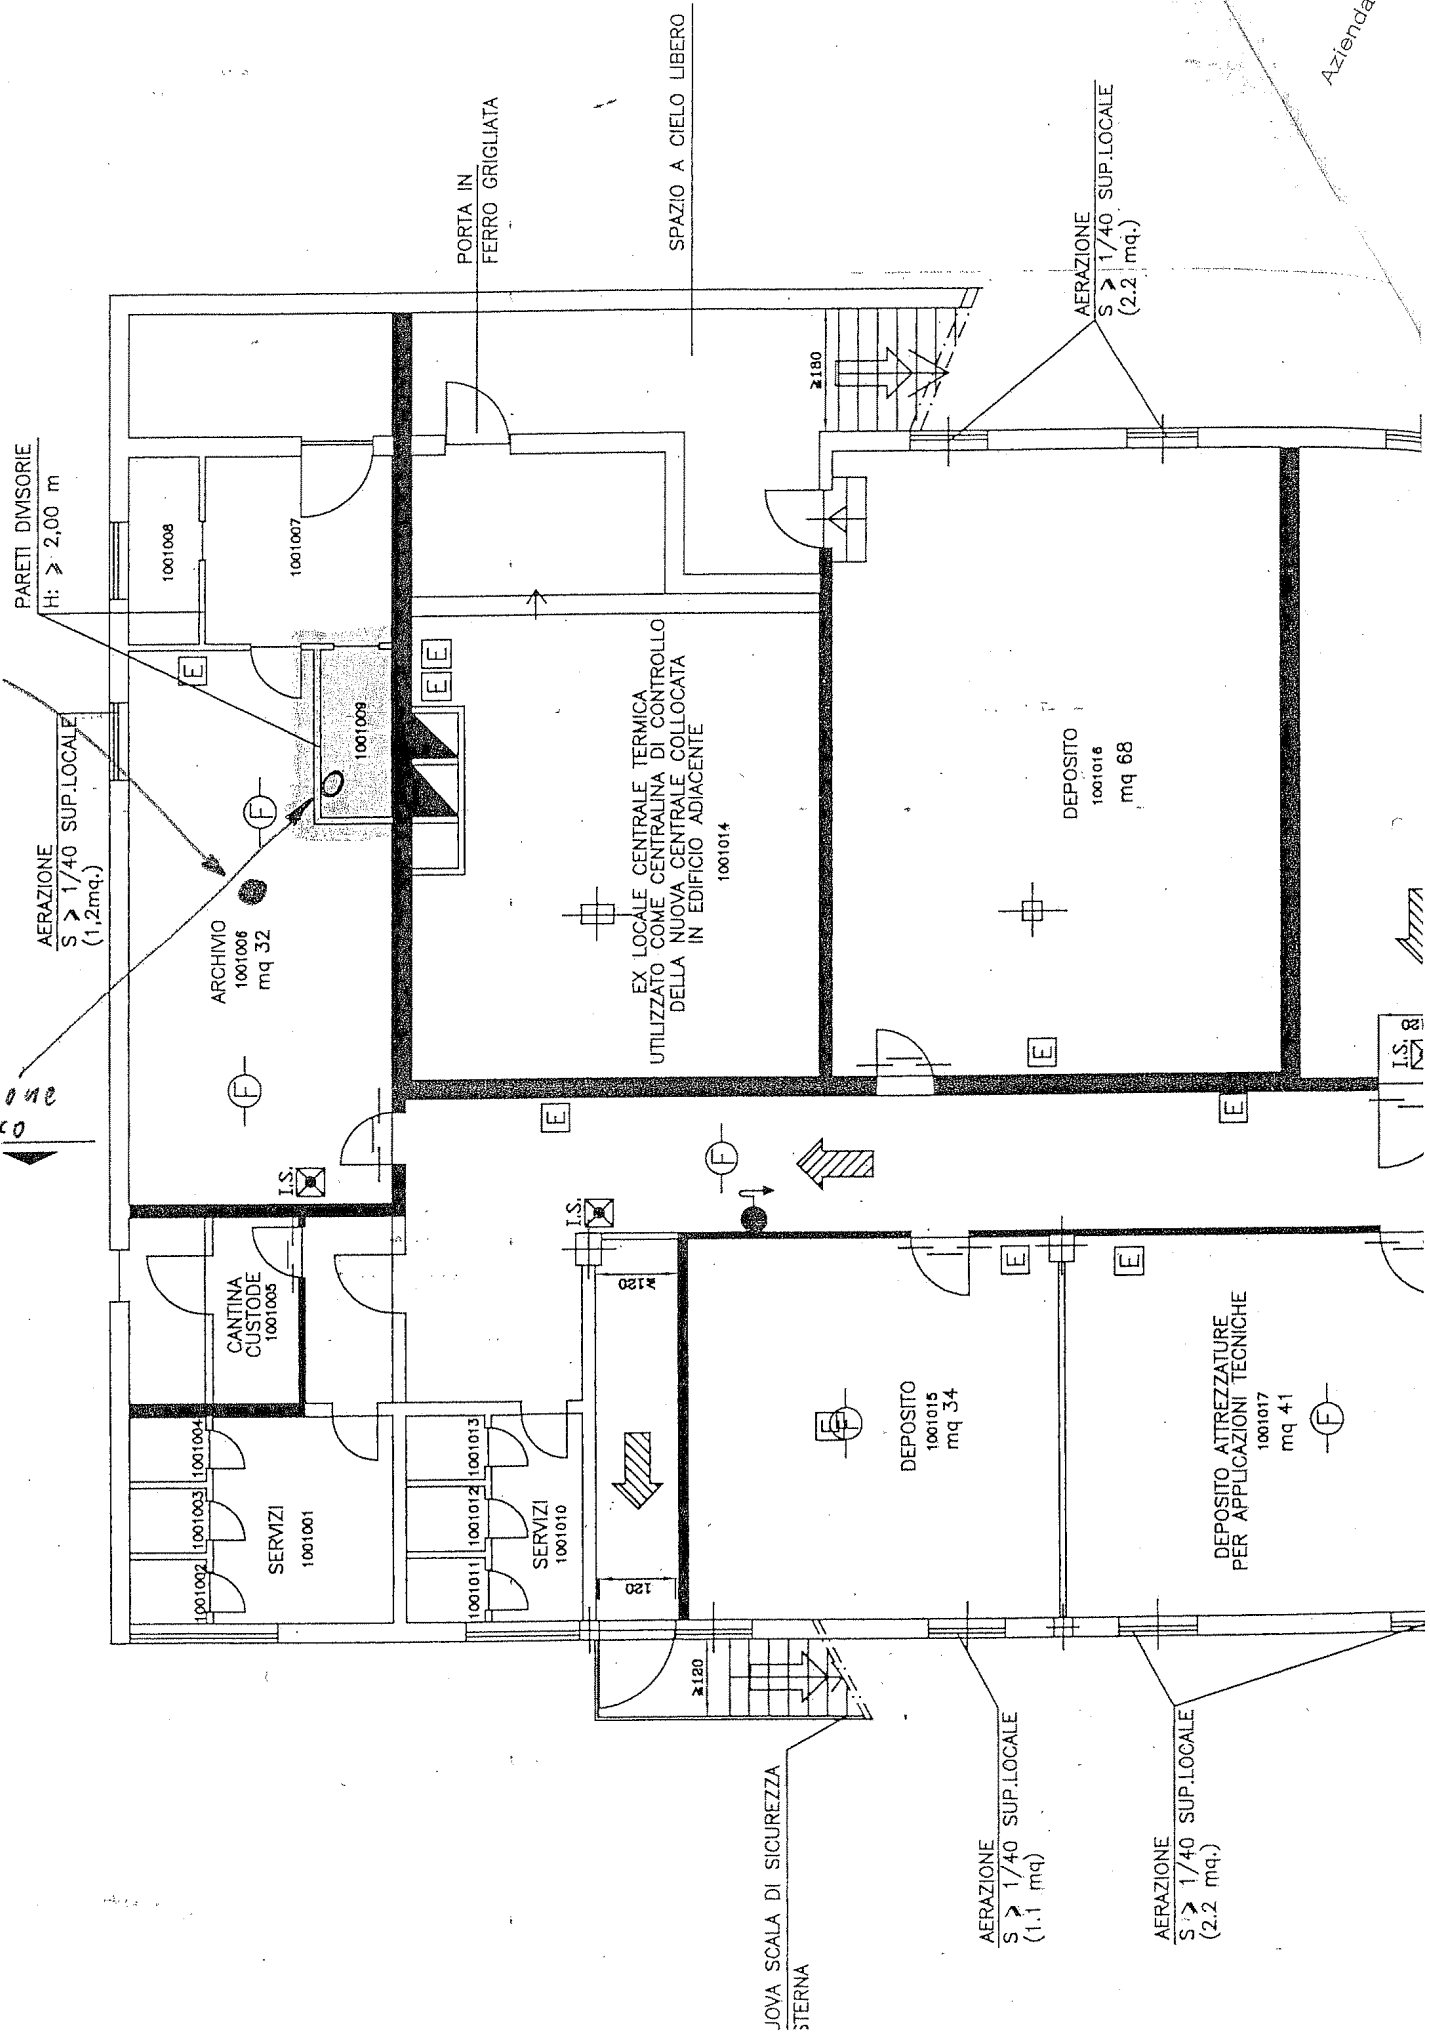 PARETI DIVISORIE
H: ⩾ 2,00 m
AERAZIONE
S ⩾ 1/40 SUP.LOCALE
(1,2mq.)
one
co
1001008
1001007
1001009
E
F
ARCHIVIO
1001006
mq 32
F
I.S.
CANTINA
CUSTODE
1001005
1001004
1001003
1001002
SERVIZI
1001001
1001013
1001012
1001011
SERVIZI
1001010
PORTA IN
FERRO GRIGLIATA
SPAZIO A CIELO LIBERO
Azienda
E E
EX LOCALE CENTRALE TERMICA
UTILIZZATO COME CENTRALINA DI CONTROLLO
DELLA NUOVA CENTRALE COLLOCATA
IN EDIFICIO ADIACENTE
1001014
E
F
I.S.
⩾120
120
⩾120
⩾180
AERAZIONE
S ⩾ 1/40 SUP.LOCALE
(2.2 mq.)
DEPOSITO
1001016
mq 68
E
E
I.S.
E
DEPOSITO
1001015
mq 34
E
F
E
DEPOSITO ATTREZZATURE
PER APPLICAZIONI TECNICHE
1001017
mq 41
F
UOVA SCALA DI SICUREZZA
STERNA
AERAZIONE
S ⩾ 1/40 SUP.LOCALE
(1.1 mq)
AERAZIONE
S ⩾ 1/40 SUP.LOCALE
(2.2 mq.)